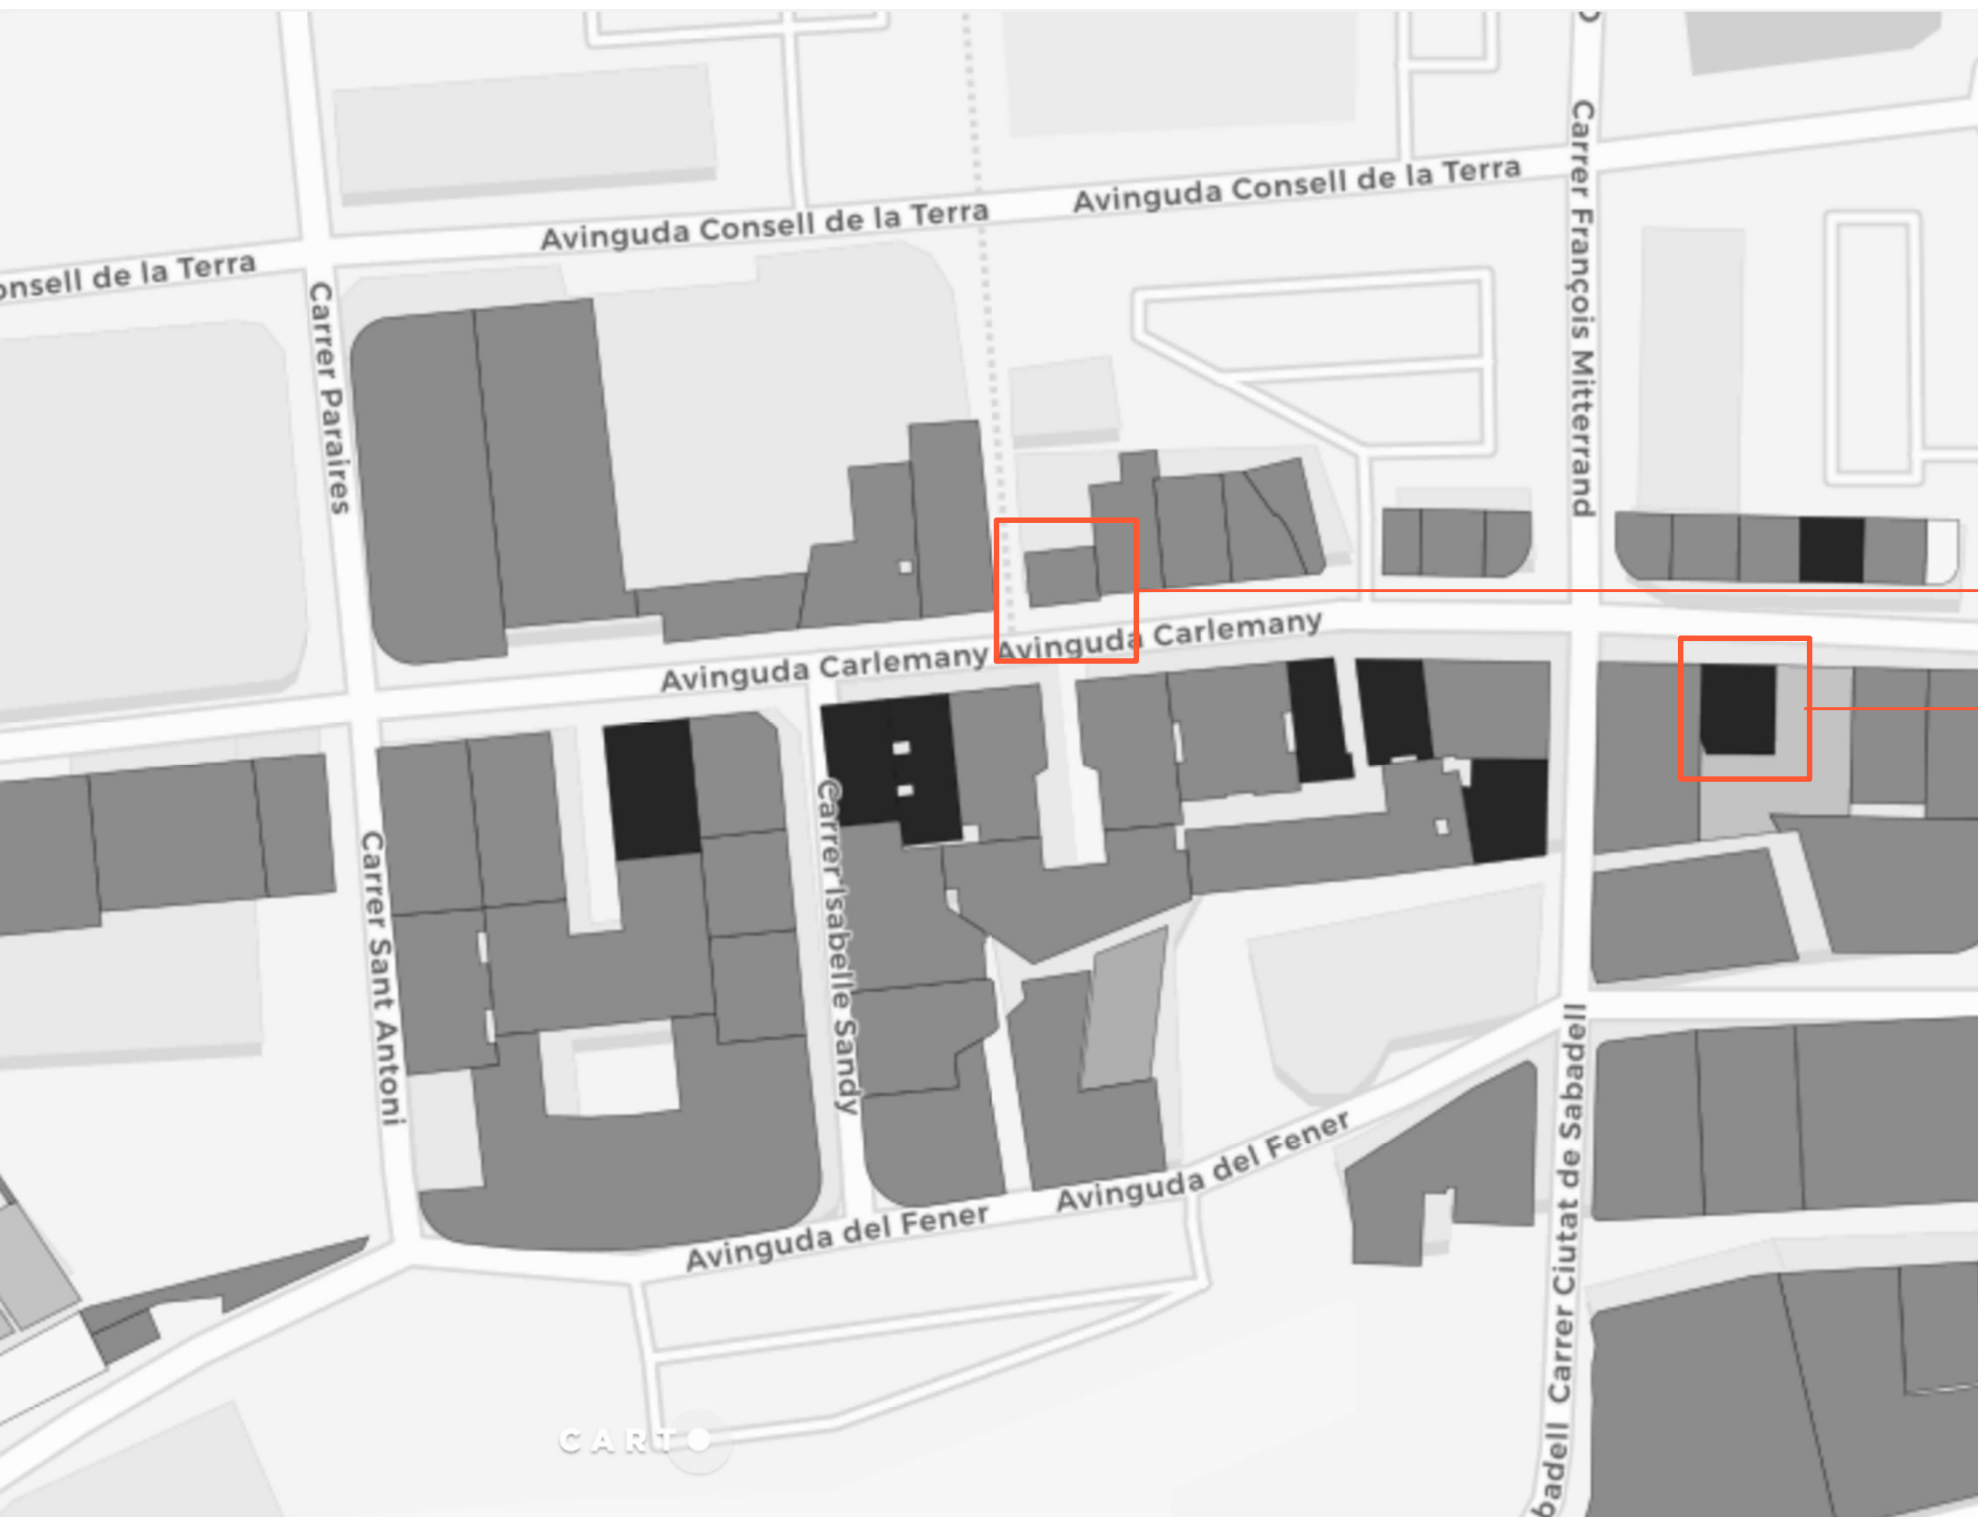 Avinguda Consell de la Terra
Avinguda Consell de la Terra
onsell de la Terra
Carrer Paraires
Carrer François Mitterrand
Avinguda Carlemany
Avinguda Carlemany
Carrer Sant Antoni
Carrer Isabelle Sandy
Avinguda del Fener
Avinguda del Fener
Carrer Ciutat de Sabadell
badell
CARTO